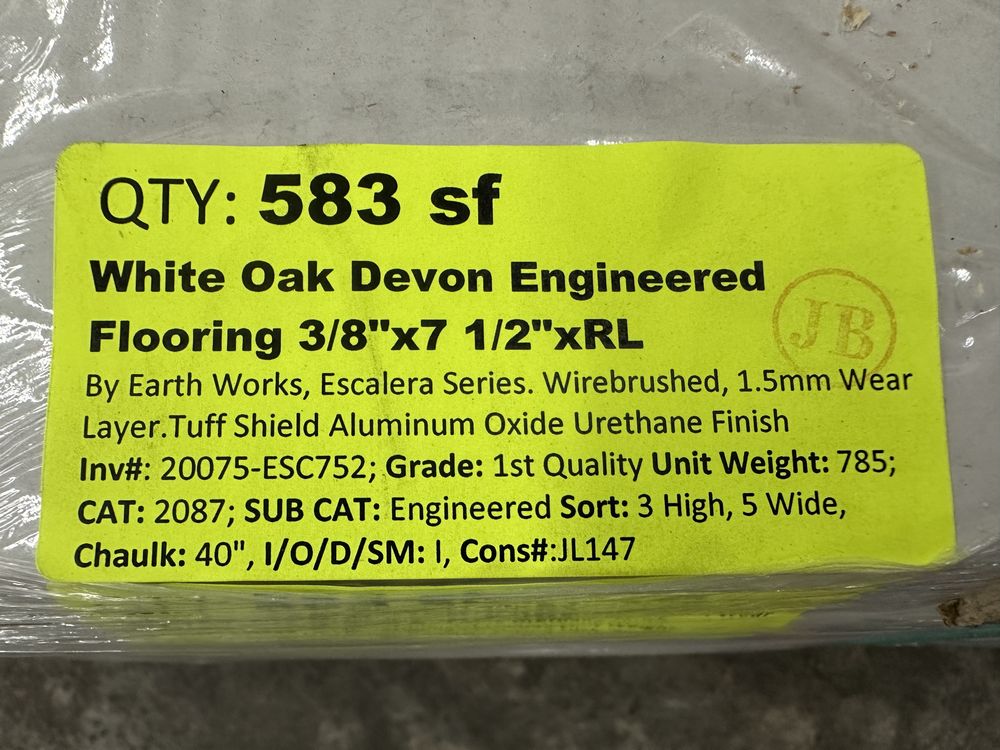 QTY: 583 sf
White Oak Devon Engineered
Flooring 3/8"x7 1/2"xRL
JB
By Earth Works, Escalera Series. Wirebrushed, 1.5mm Wear
Layer.Tuff Shield Aluminum Oxide Urethane Finish
Inv#: 20075-ESC752; Grade: 1st Quality Unit Weight: 785;
CAT: 2087; SUB CAT: Engineered Sort: 3 High, 5 Wide,
Chaulk: 40", I/O/D/SM: I, Cons#:JL147